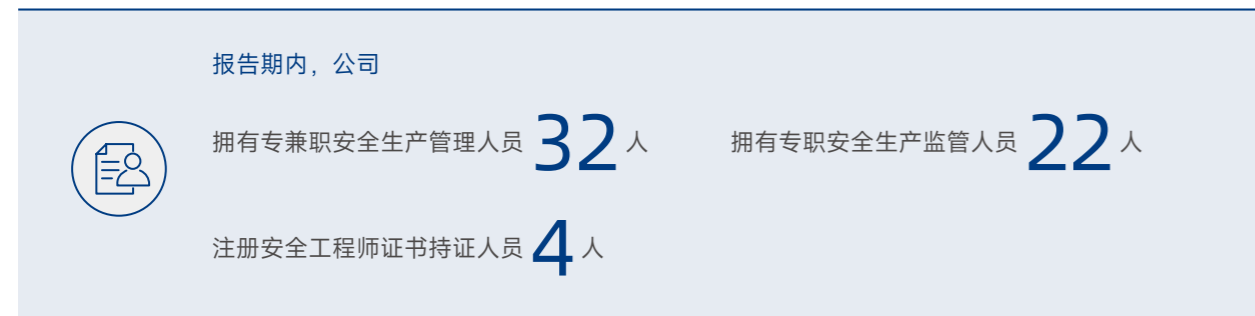 报告期内，公司
拥有专兼职安全生产管理人员 32 人 拥有专职安全生产监管人员 22 人
注册安全工程师证书持证人员 4 人